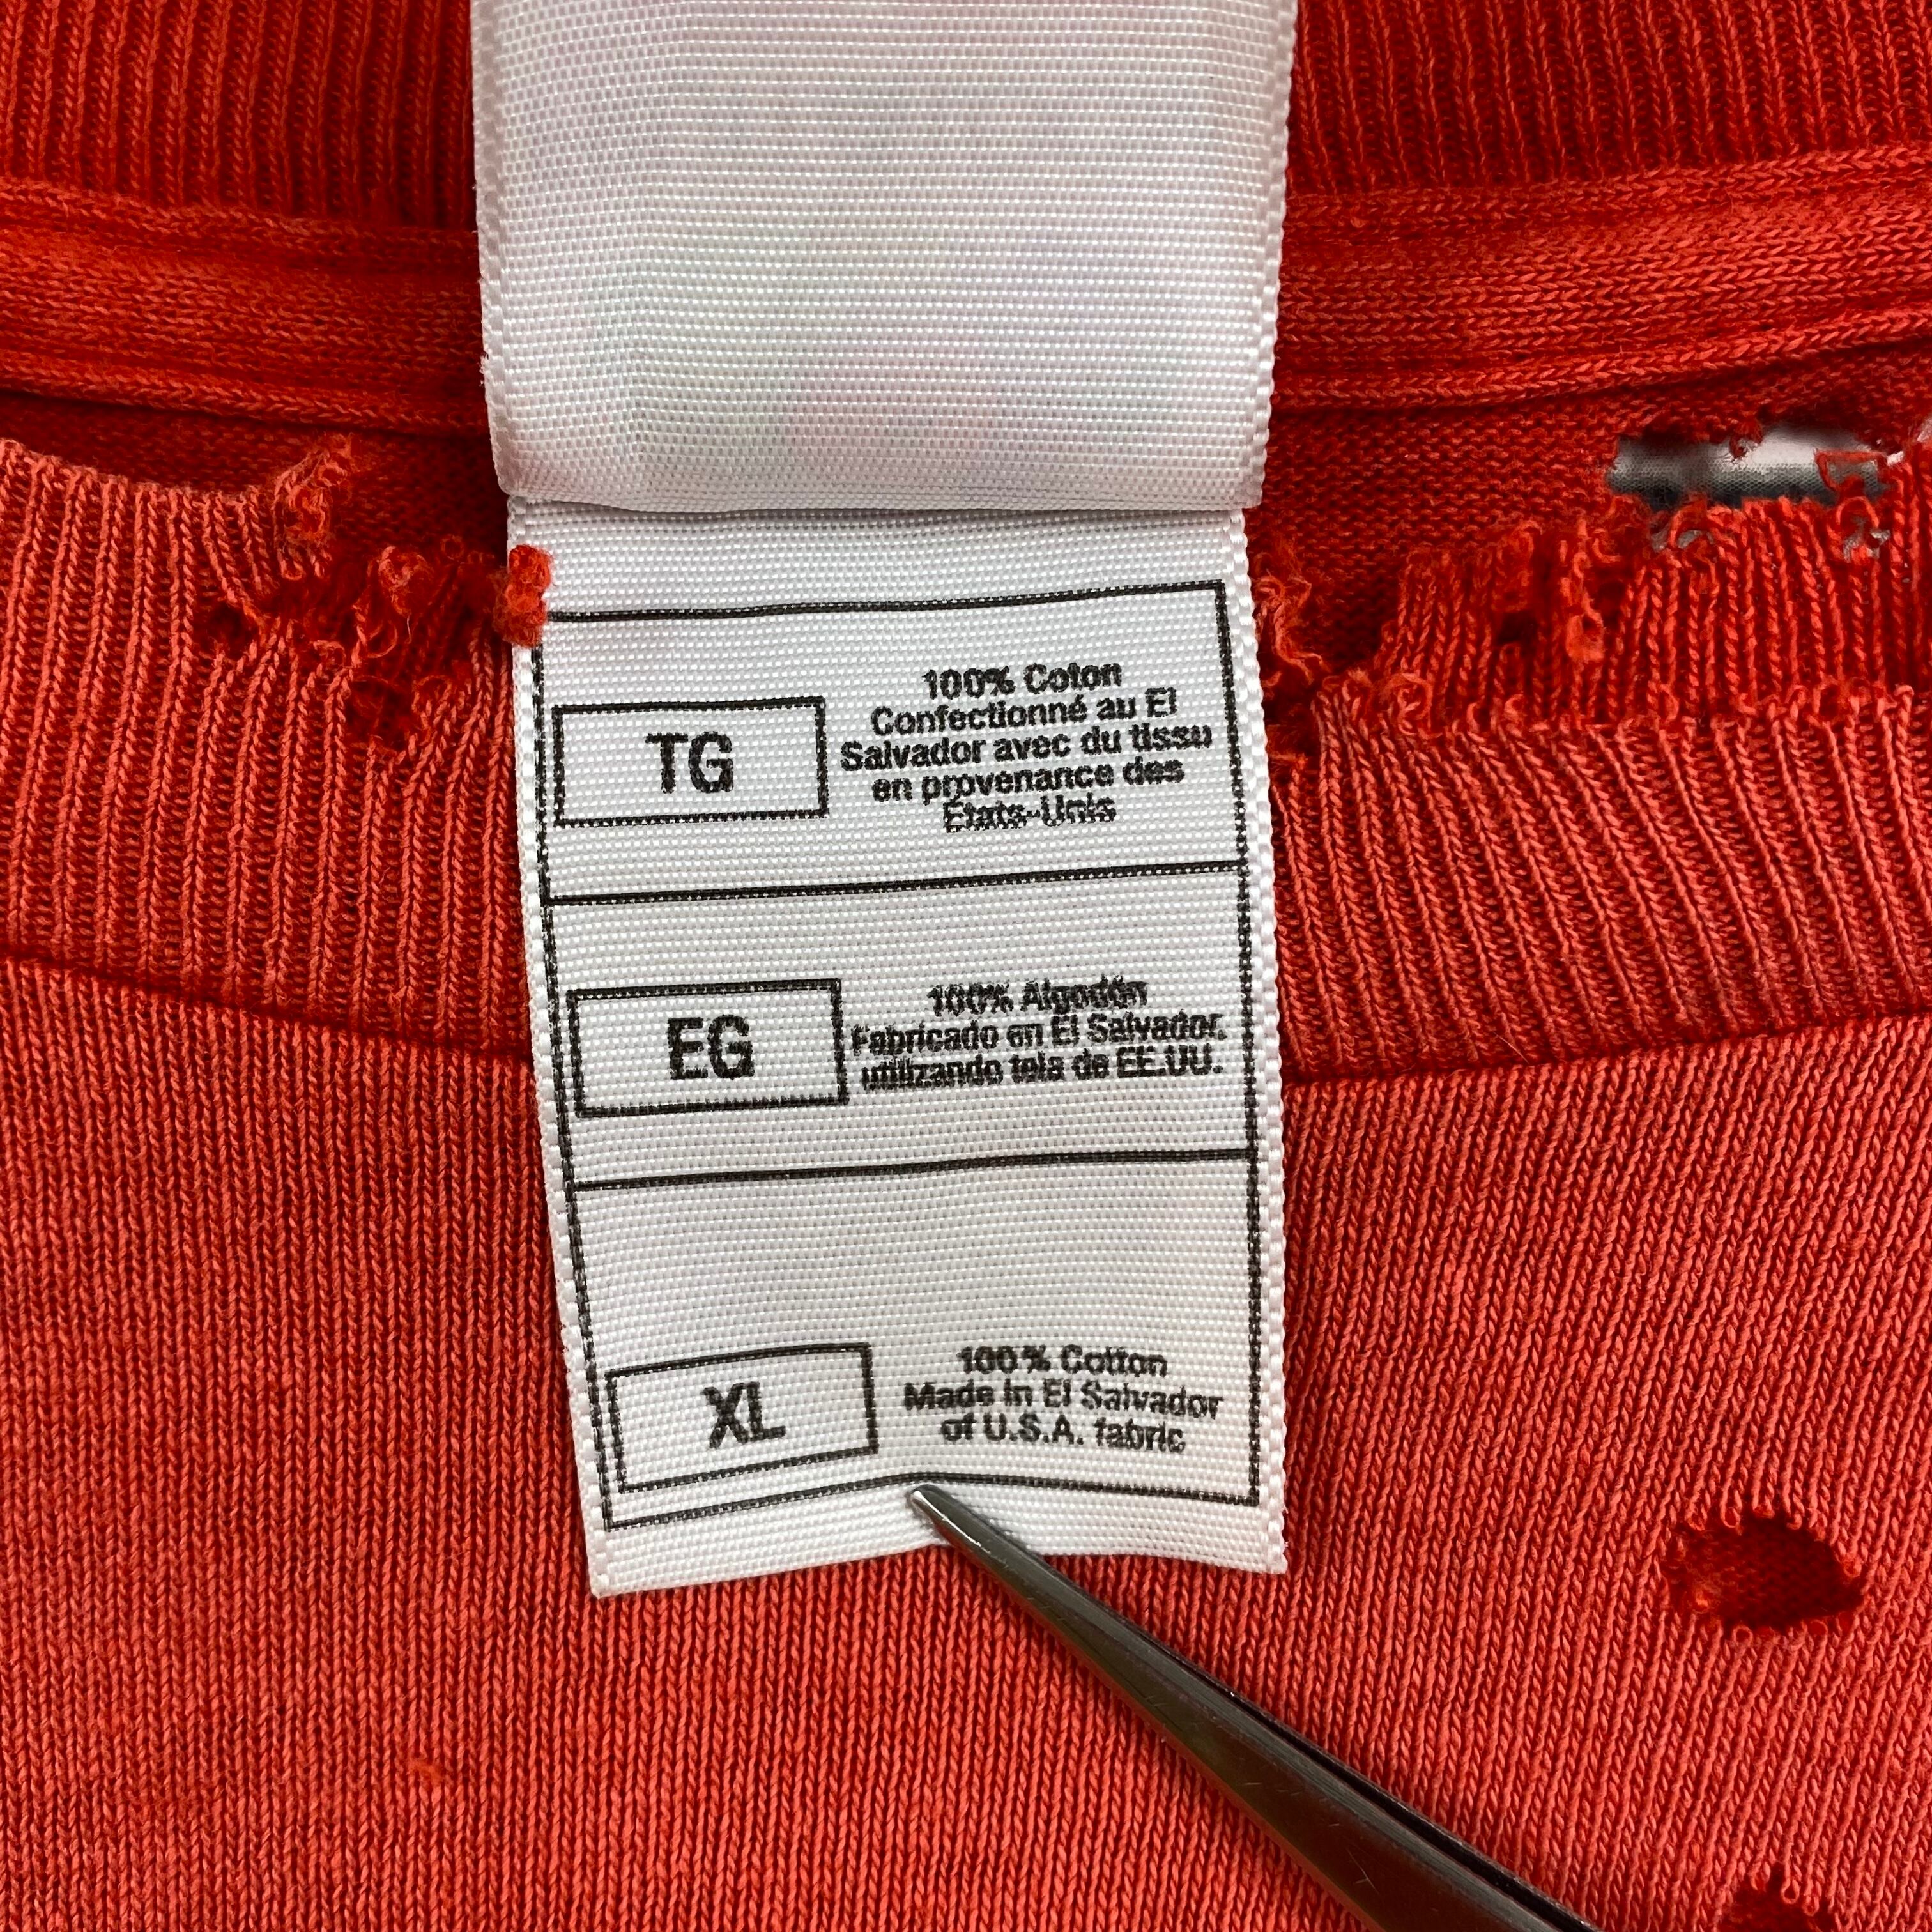 TG
100% Coton
Confectionné au El
Salvador avec du tissu
en provenance des
États-Unis
EG
100% Algodón
Fabricado en El Salvador.
utilizando tela de EE.UU.
XL
100% Cotton
Made in El Salvador
of U.S.A. fabric